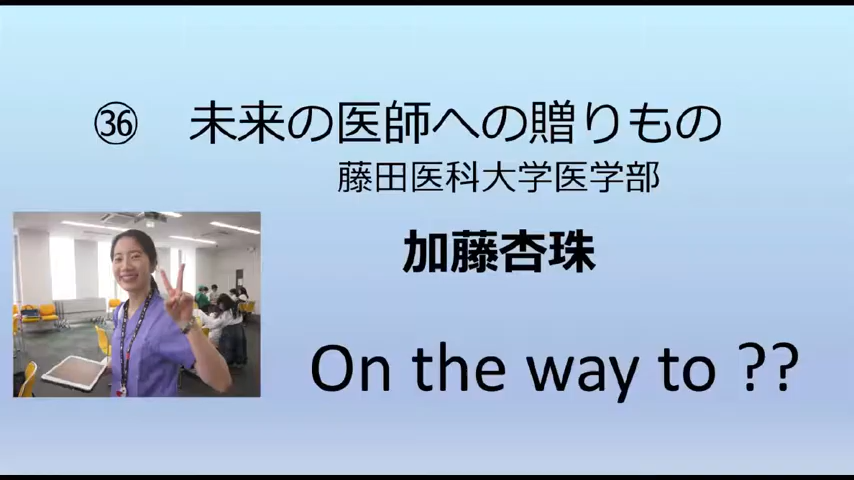 ㊱ 未来の医師への贈りもの
藤田医科大学医学部
加藤杏珠
On the way to ??